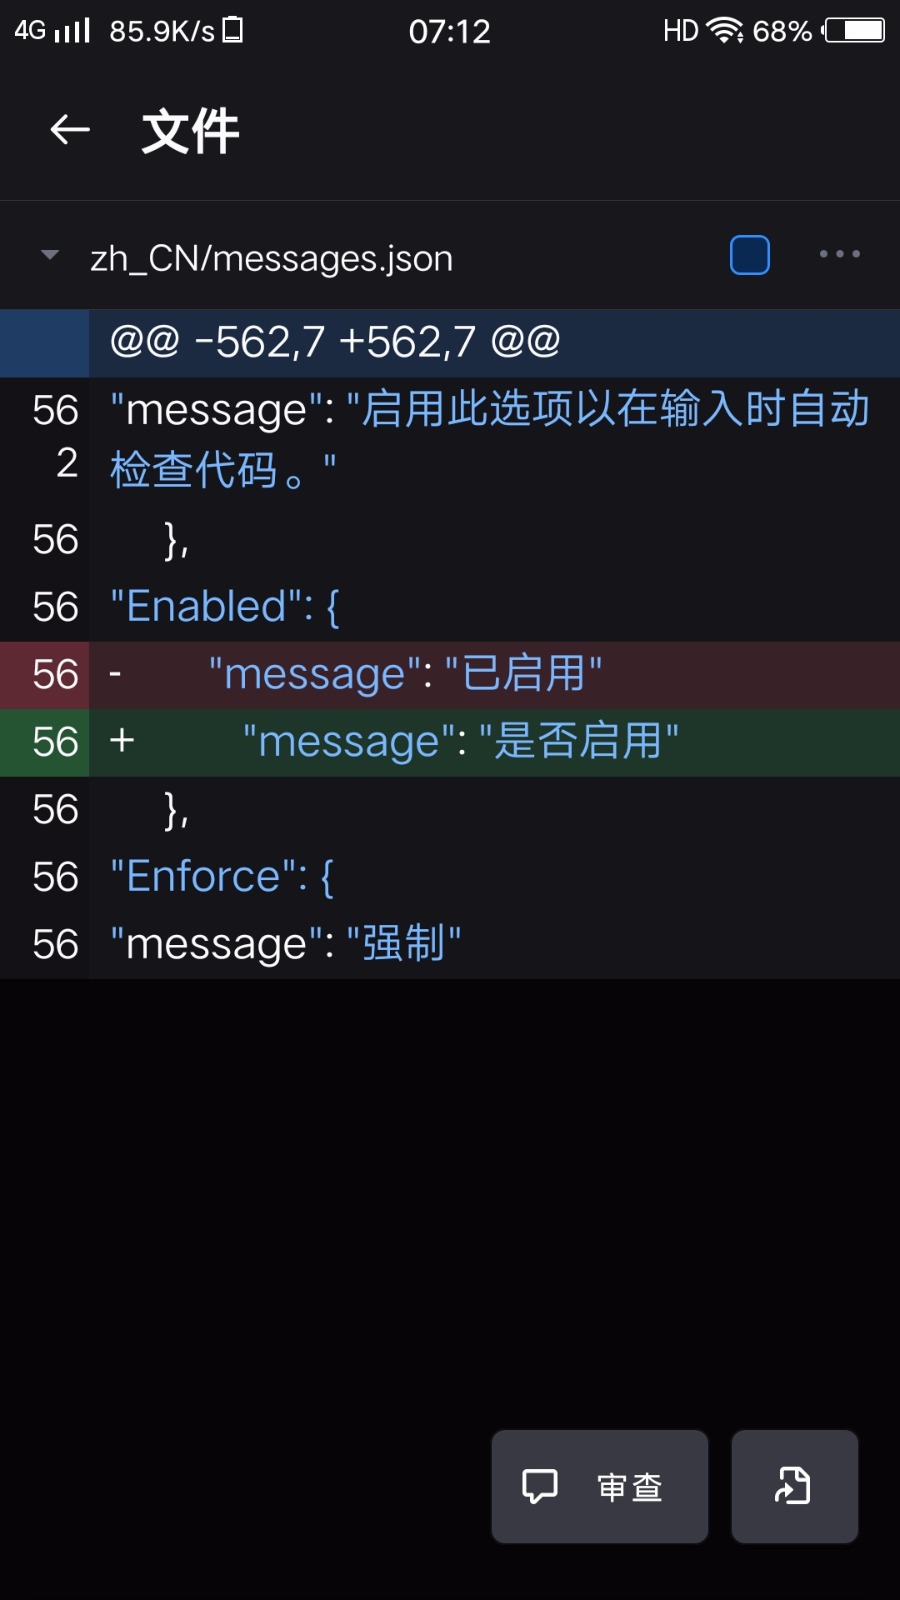 4G 85.9K/s 07:12 HD 68%
文件
zh_CN/messages.json
@@ -562,7 +562,7 @@
56 "message": "启用此选项以在输入时自动
2 检查代码。"
56 },
56 "Enabled": {
56 - "message": "已启用"
56 + "message": "是否启用"
56 },
56 "Enforce": {
56 "message": "强制"
审查